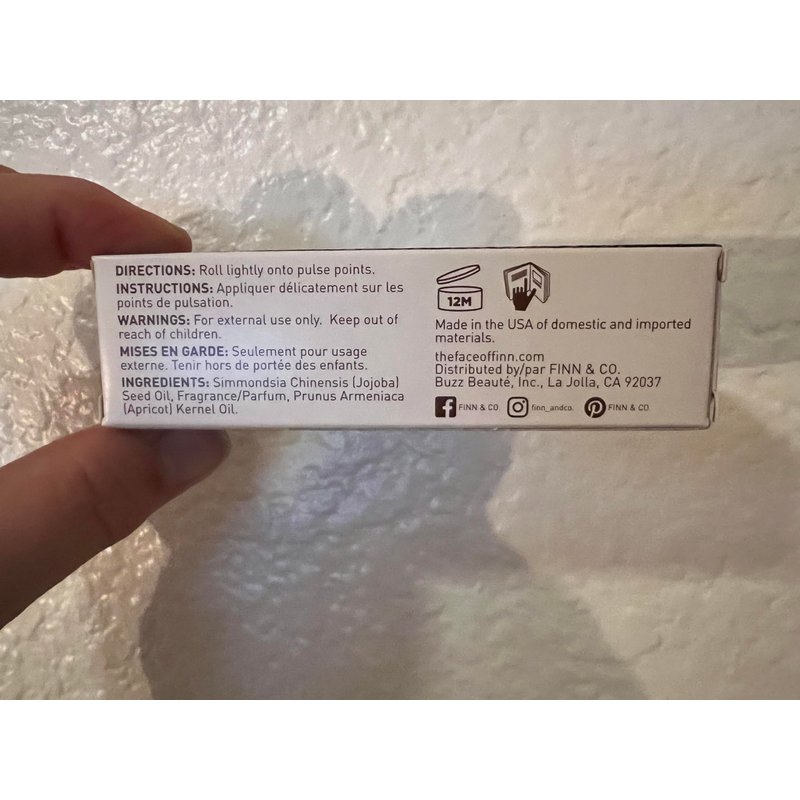 DIRECTIONS: Roll lightly onto pulse points.
INSTRUCTIONS: Appliquer délicatement sur les
points de pulsation.
WARNINGS: For external use only. Keep out of
reach of children.
MISES EN GARDE: Seulement pour usage
externe. Tenir hors de portée des enfants.
INGREDIENTS: Simmondsia Chinensis (Jojoba)
Seed Oil, Fragrance/Parfum, Prunus Armeniaca
(Apricot) Kernel Oil.
12M
Made in the USA of domestic and imported
materials.
thefaceoffinn.com
Distributed by/par FINN & CO.
Buzz Beauté, Inc., La Jolla, CA 92037
FINN & CO. finn_andco. FINN & CO.